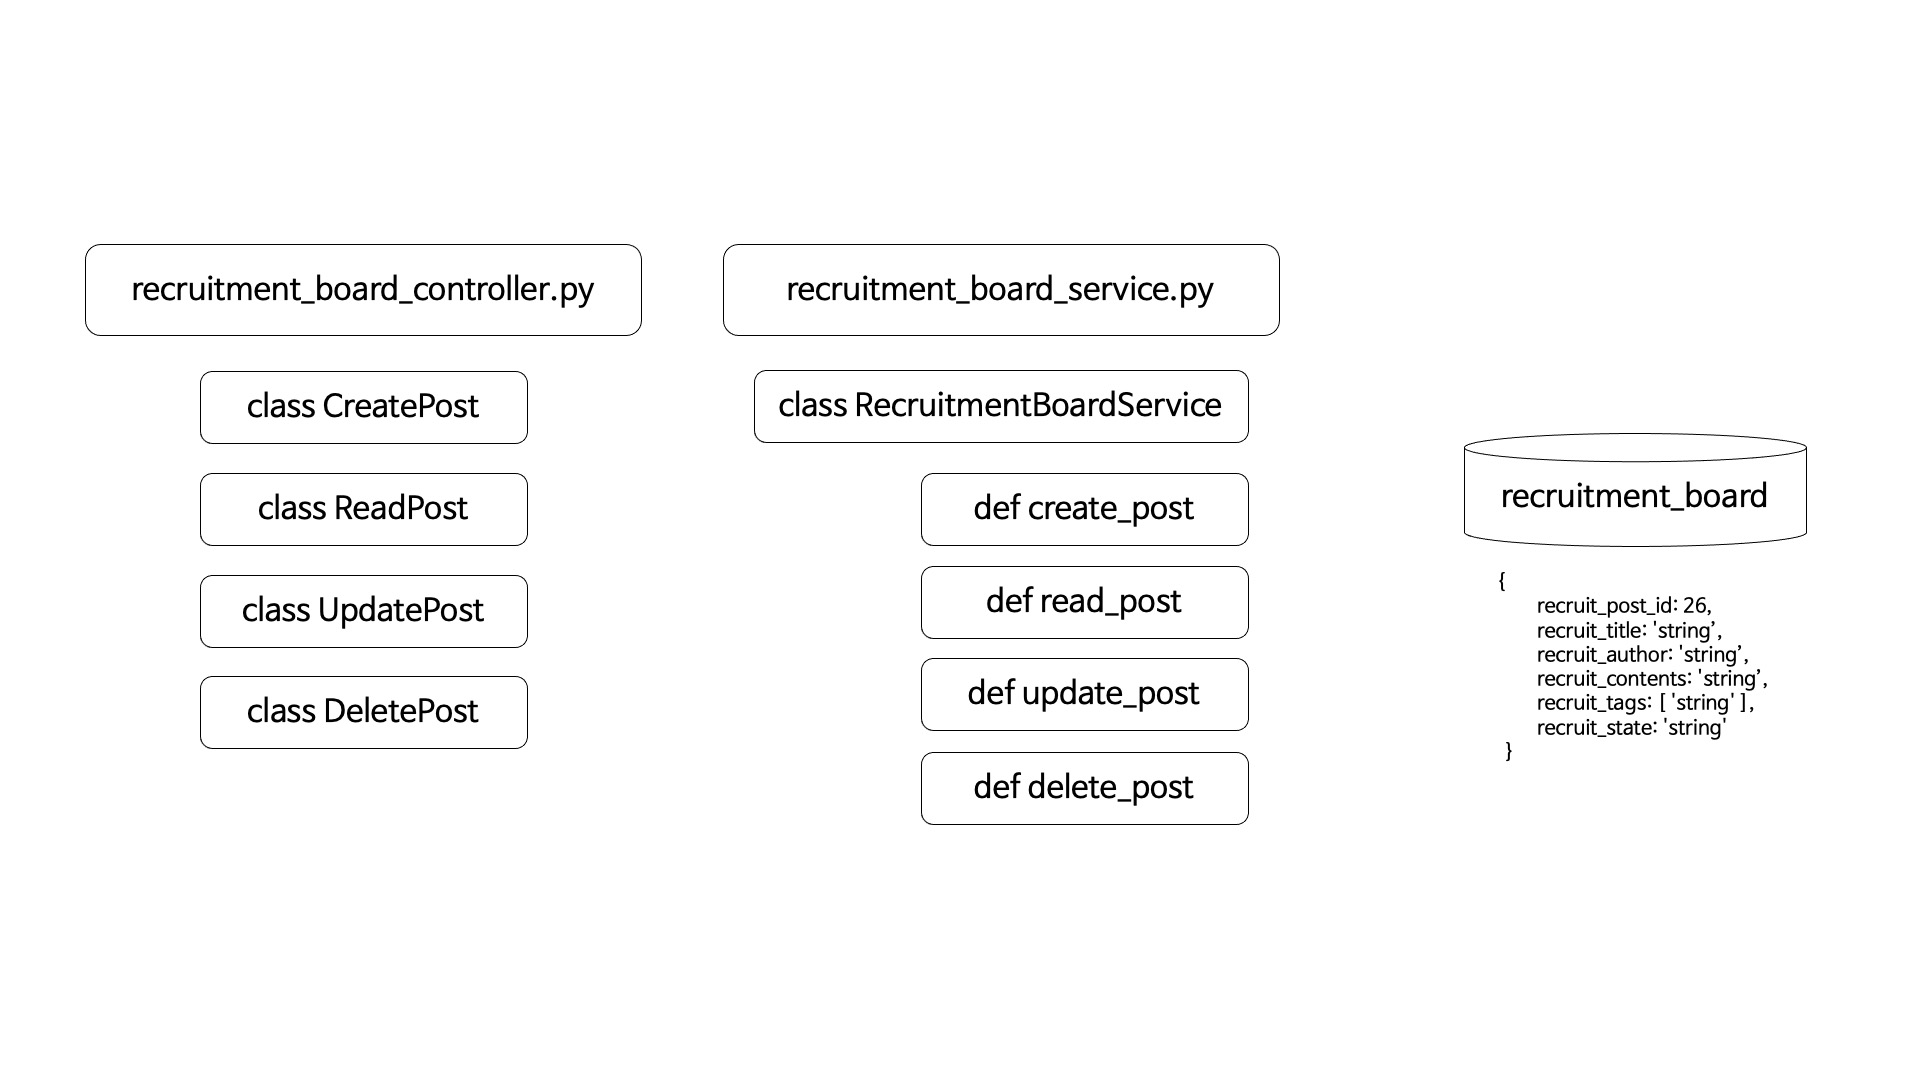 recruitment_board_controller.py
class CreatePost
class ReadPost
class UpdatePost
class DeletePost
recruitment_board_service.py
class RecruitmentBoardService
def create_post
def read_post
def update_post
def delete_post
recruitment_board
{
recruit_post_id: 26,
recruit_title: 'string’,
recruit_author: 'string’,
recruit_contents: 'string’,
recruit_tags: [ 'string' ],
recruit_state: 'string'
}